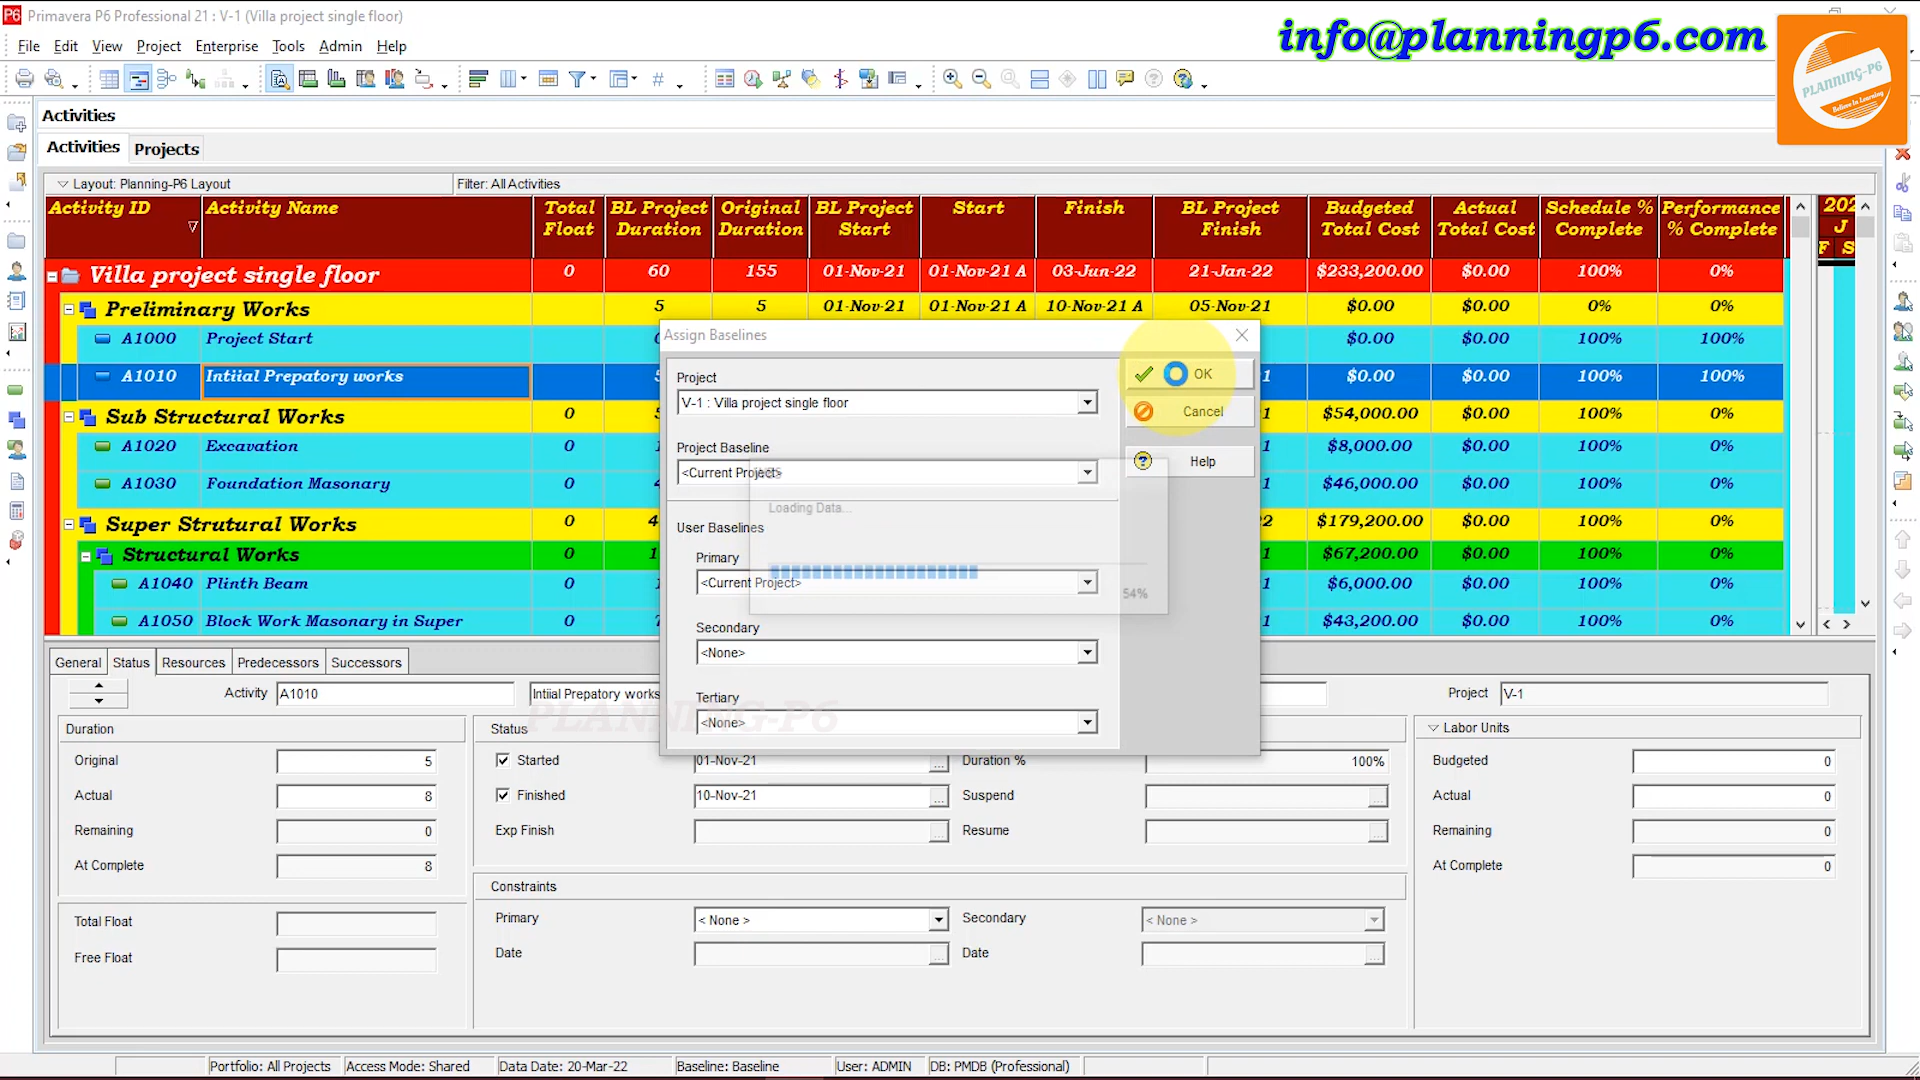 Primavera P6 Professional 21 : V-1 (Villa project single floor)
info@planningp6.com
PLANNING-P6
Believe In Learning
File Edit View Project Enterprise Tools Admin Help
Activities
Activities Projects
Layout: Planning-P6 Layout Filter: All Activities
Activity ID Activity Name Total Float BL Project Duration Original Duration BL Project Start Start Finish BL Project Finish Budgeted Total Cost Actual Total Cost Schedule % Complete Performance % Complete
J
F S
Villa project single floor 0 60 155 01-Nov-21 01-Nov-21 A 03-Jun-22 21-Jan-22 $233,200.00 $0.00 100% 0%
Preliminary Works 5 5 01-Nov-21 01-Nov-21 A 10-Nov-21 A 05-Nov-21 $0.00 $0.00 0% 0%
A1000 Project Start $0.00 $0.00 100% 100%
A1010 Intiial Prepatory works $0.00 $0.00 100% 100%
Sub Structural Works 0 $54,000.00 $0.00 100% 0%
A1020 Excavation 0 $8,000.00 $0.00 100% 0%
A1030 Foundation Masonary 0 $46,000.00 $0.00 100% 0%
Super Strutural Works 0 $179,200.00 $0.00 100% 0%
Structural Works 0 $67,200.00 $0.00 100% 0%
A1040 Plinth Beam 0 $6,000.00 $0.00 100% 0%
A1050 Block Work Masonary in Super 0 $43,200.00 $0.00 100% 0%
Assign Baselines
Project
V-1 : Villa project single floor
OK
Cancel
Help
Project Baseline
<Current Project>
Loading Data...
User Baselines
Primary
<Current Project>
54%
Secondary
<None>
Tertiary
<None>
PLANNING-P6
General Status Resources Predecessors Successors
Activity A1010 Intiial Prepatory works Project V-1
Duration Status Labor Units
Original 5 Started 01-Nov-21 Duration % 100% Budgeted 0
Actual 8 Finished 10-Nov-21 Suspend Actual 0
Remaining 0 Exp Finish Resume Remaining 0
At Complete 8 At Complete 0
Constraints
Total Float Primary < None > Secondary < None >
Free Float Date Date
Portfolio: All Projects Access Mode: Shared Data Date: 20-Mar-22 Baseline: Baseline User: ADMIN DB: PMDB (Professional)